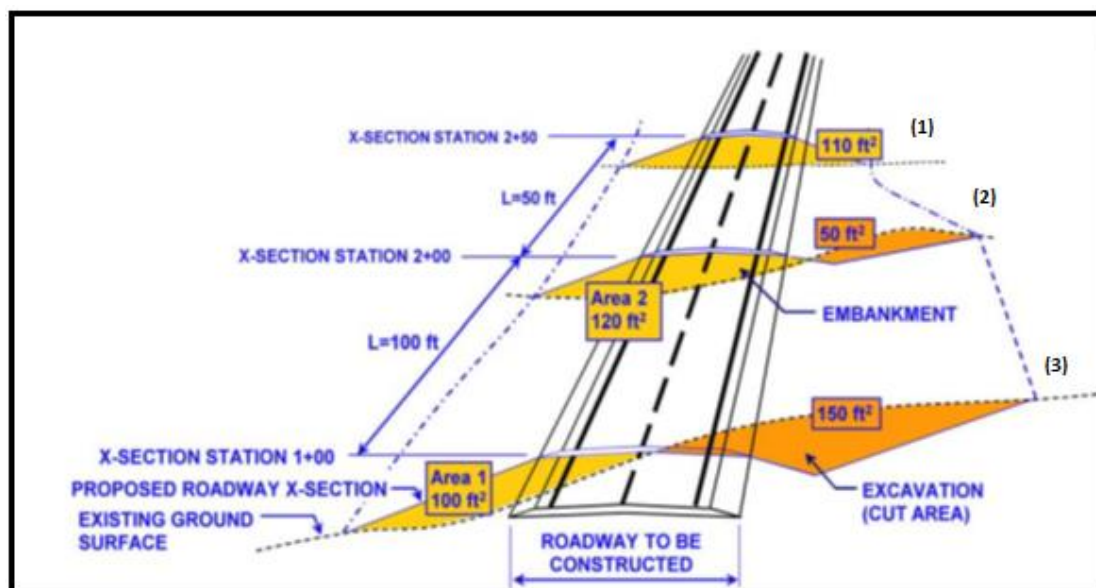 X-SECTION STATION 2+50
110 ft²
(1)
L=50 ft
(2)
50 ft²
X-SECTION STATION 2+00
Area 2
120 ft²
EMBANKMENT
L=100 ft
(3)
150 ft²
X-SECTION STATION 1+00
Area 1
100 ft²
PROPOSED ROADWAY X-SECTION
EXISTING GROUND
SURFACE
EXCAVATION
(CUT AREA)
ROADWAY TO BE
CONSTRUCTED